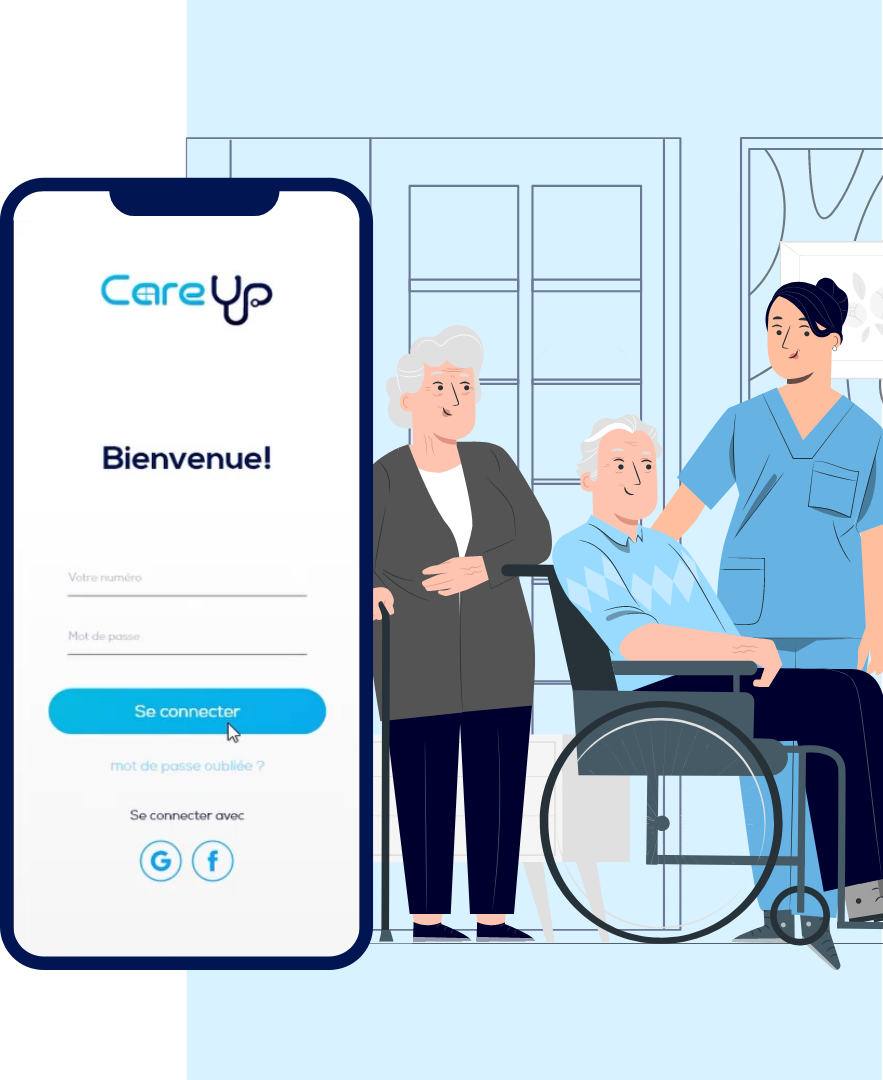 CareUp
Bienvenue!
Votre numéro
Mot de passe
Se connecter
mot de passe oubliée ?
Se connecter avec
G f